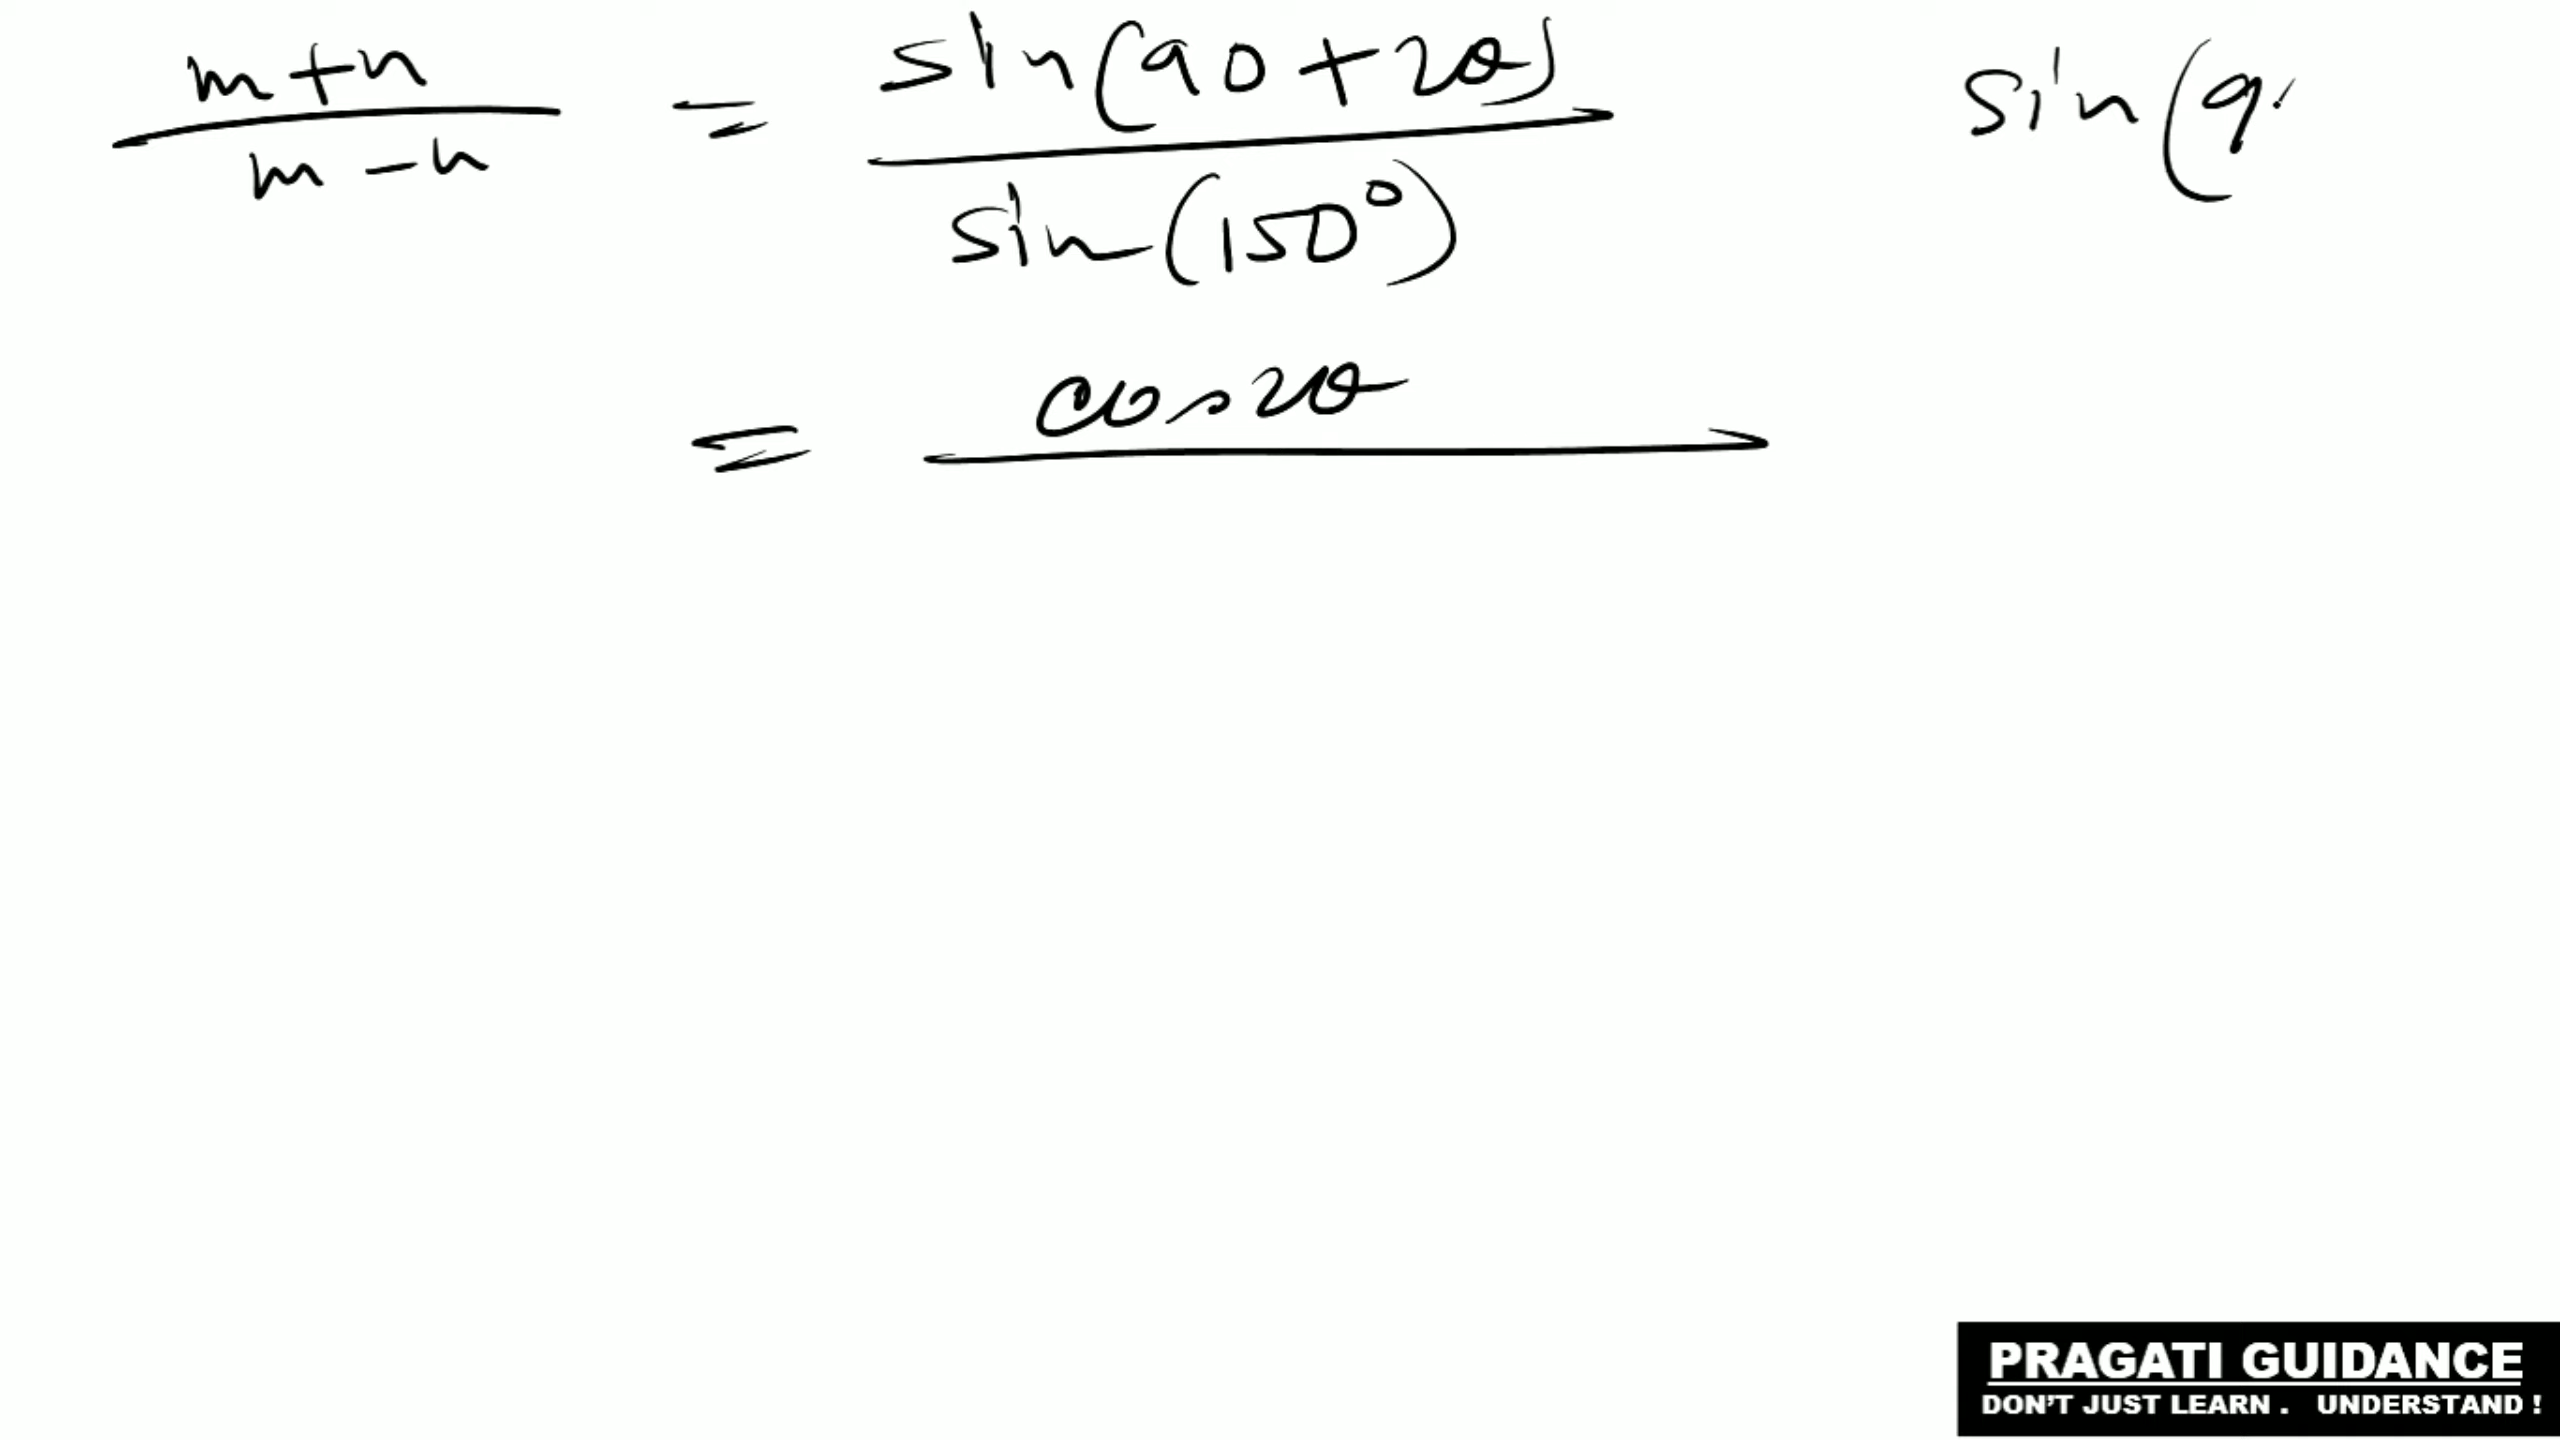 m+n / m-n = sin(90+2θ) / sin(150°)
= cos2θ
sin(9
PRAGATI GUIDANCE
DON'T JUST LEARN . UNDERSTAND !